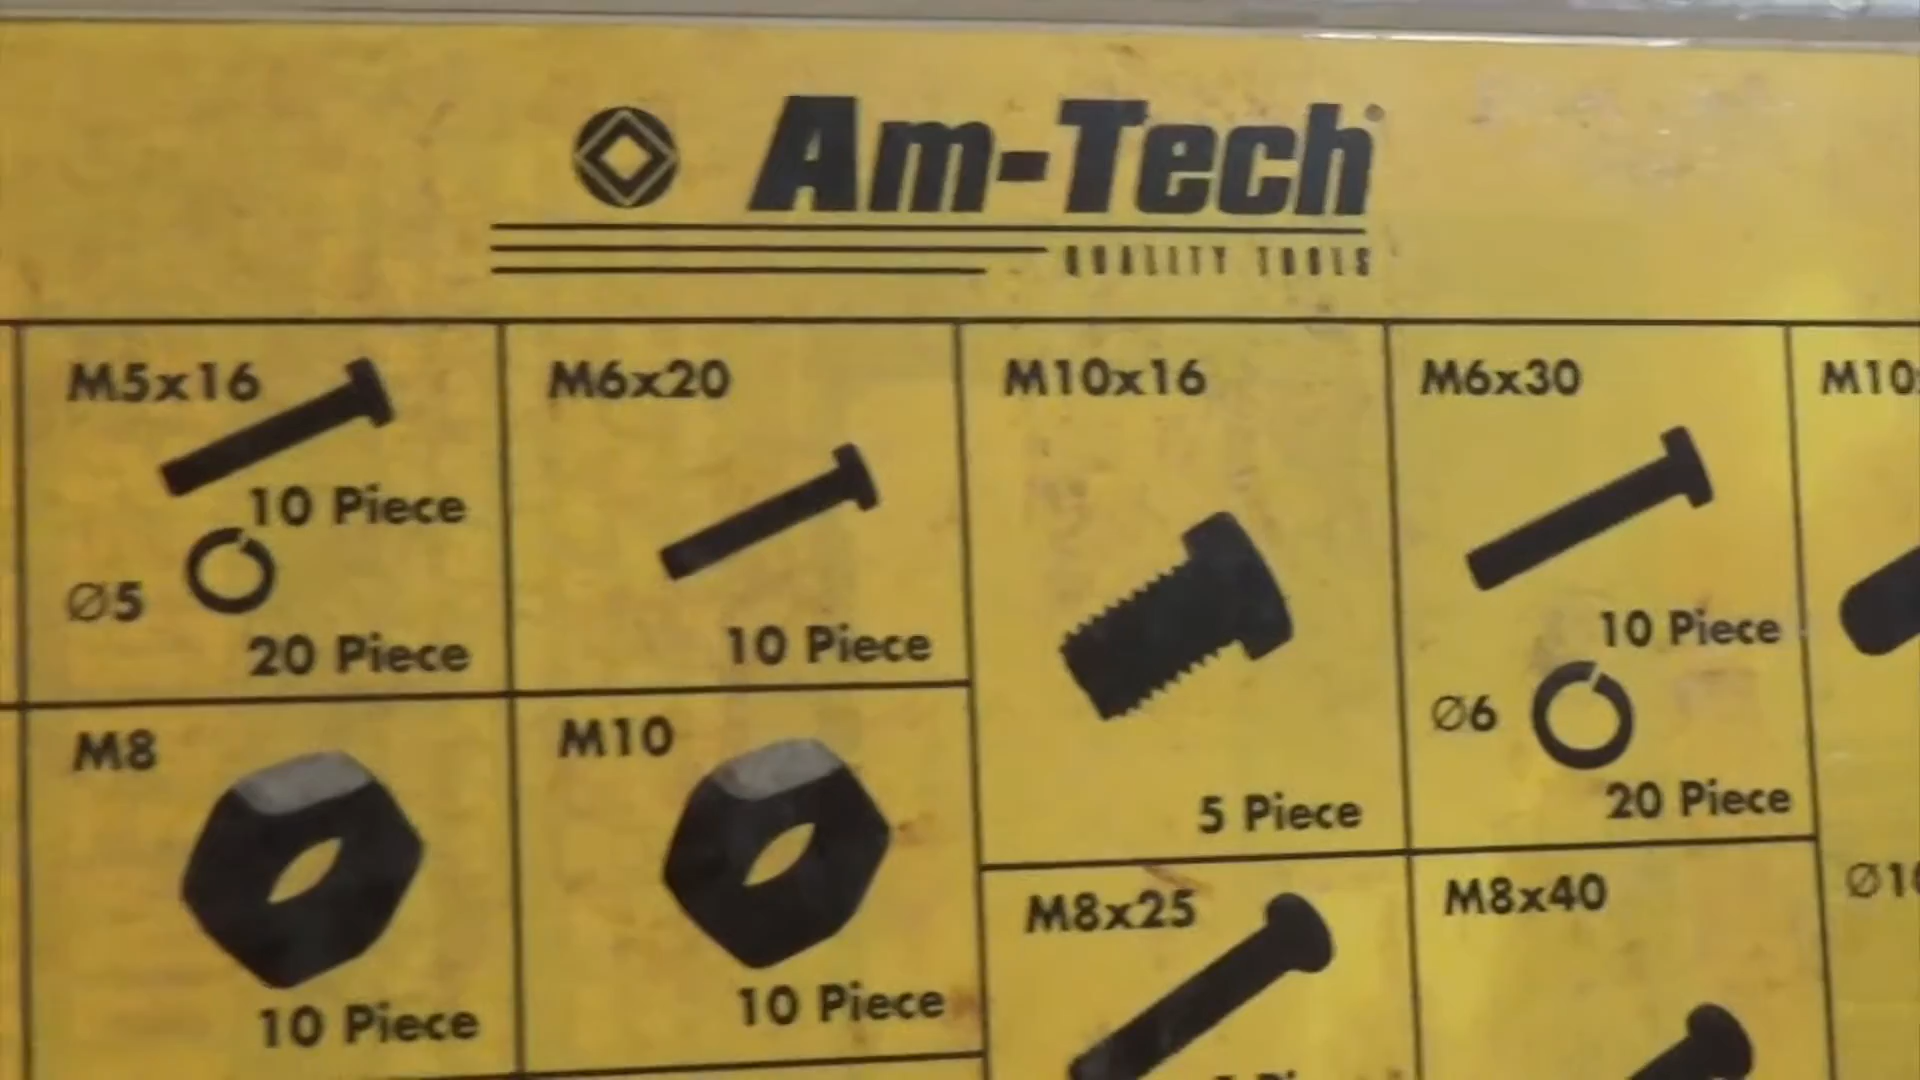 Am-Tech
QUALITY TOOLS
M5x16
10 Piece
Ø5
20 Piece
M6x20
10 Piece
M10x16
5 Piece
M6x30
10 Piece
Ø6
20 Piece
M10
M8
10 Piece
M10
10 Piece
M8x25
M8x40